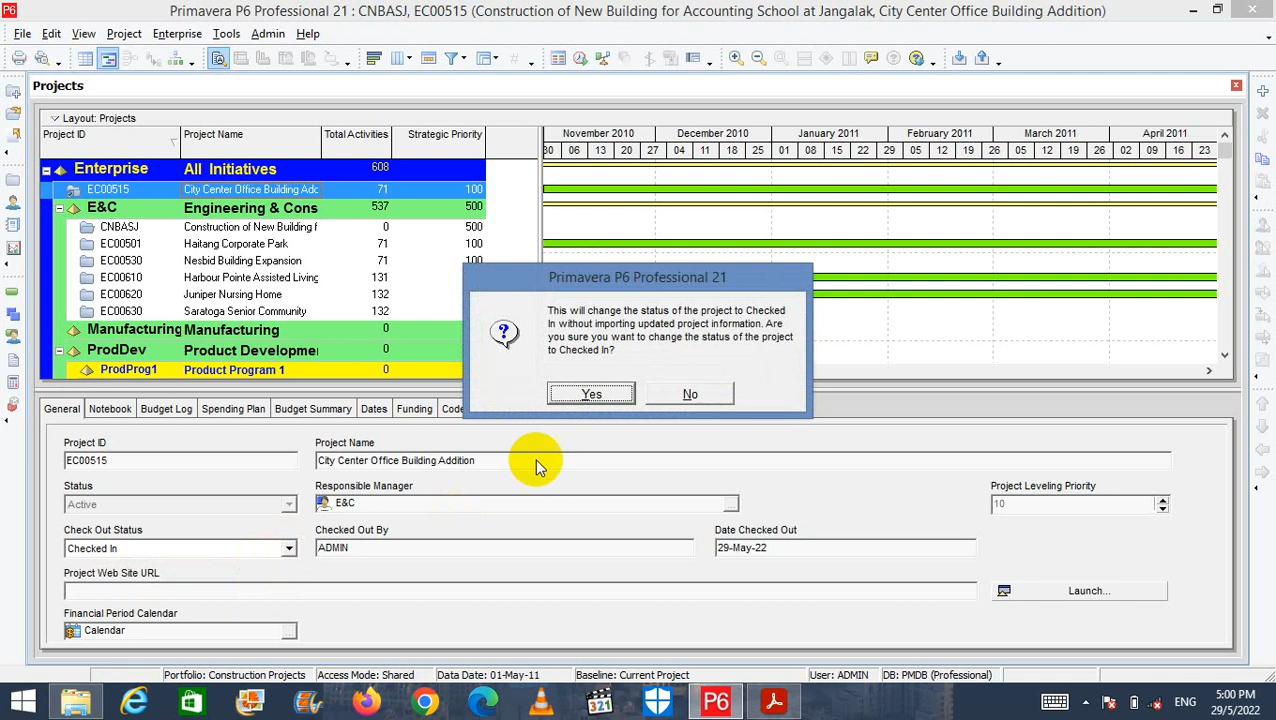 Primavera P6 Professional 21 : CNBASJ, EC00515 (Construction of New Building for Accounting School at Jangalak, City Center Office Building Addition)
File Edit View Project Enterprise Tools Admin Help
Projects
Layout: Projects
Project ID Project Name Total Activities Strategic Priority
November 2010 December 2010 January 2011 February 2011 March 2011 April 2011
30 06 13 20 27 04 11 18 25 01 08 15 22 29 05 12 19 26 05 12 19 26 02 09 16 23
Enterprise All Initiatives 608
EC00515 City Center Office Building Adc 71 100
E&C Engineering & Cons 537 500
CNBASJ Construction of New Building f 0 500
EC00501 Haitang Corporate Park 71
EC00530 Nesbid Building Expansion 71 100
EC00610 Harbour Pointe Assisted Living 131
EC00620 Juniper Nursing Home 132
EC00630 Saratoga Senior Community 132
Manufacturing Manufacturing 0
ProdDev Product Developme 0
ProdProg1 Product Program 1 0
Primavera P6 Professional 21
This will change the status of the project to Checked
In without importing updated project information. Are
you sure you want to change the status of the project
to Checked In?
Yes No
General Notebook Budget Log Spending Plan Budget Summary Dates Funding Code
Project ID Project Name
EC00515 City Center Office Building Addition
Status Responsible Manager Project Leveling Priority
Active E&C 10
Check Out Status Checked Out By Date Checked Out
Checked In ADMIN 29-May-22
Project Web Site URL
Launch...
Financial Period Calendar
Calendar
Portfolio: Construction Projects Access Mode: Shared Data Date: 01-May-11 Baseline: Current Project User: ADMIN DB: PMDB (Professional)
P6 ENG 5:00 PM
29/5/2022